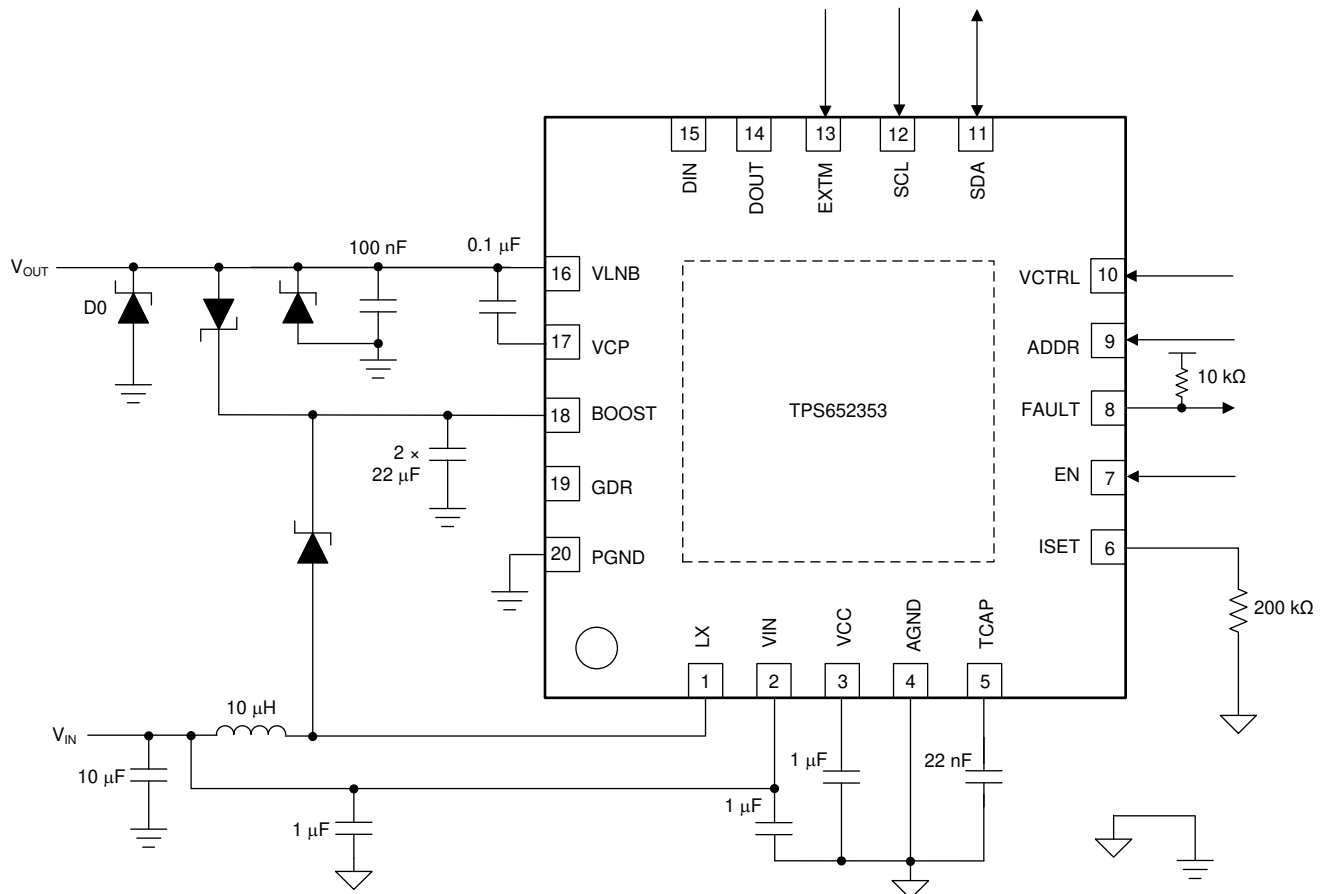 15
14
13
12
11
DIN
DOUT
EXTM
SCL
SDA
100 nF
0.1 μF
VOUT
16
VLNB
VCTRL
10
D0
17
VCP
ADDR
9
10 kΩ
18
BOOST
TPS652353
FAULT
8
2 ×
22 μF
19
GDR
EN
7
20
PGND
ISET
6
200 kΩ
LX
VIN
VCC
AGND
TCAP
1
2
3
4
5
10 μH
VIN
10 μF
1 μF
22 nF
1 μF
1 μF